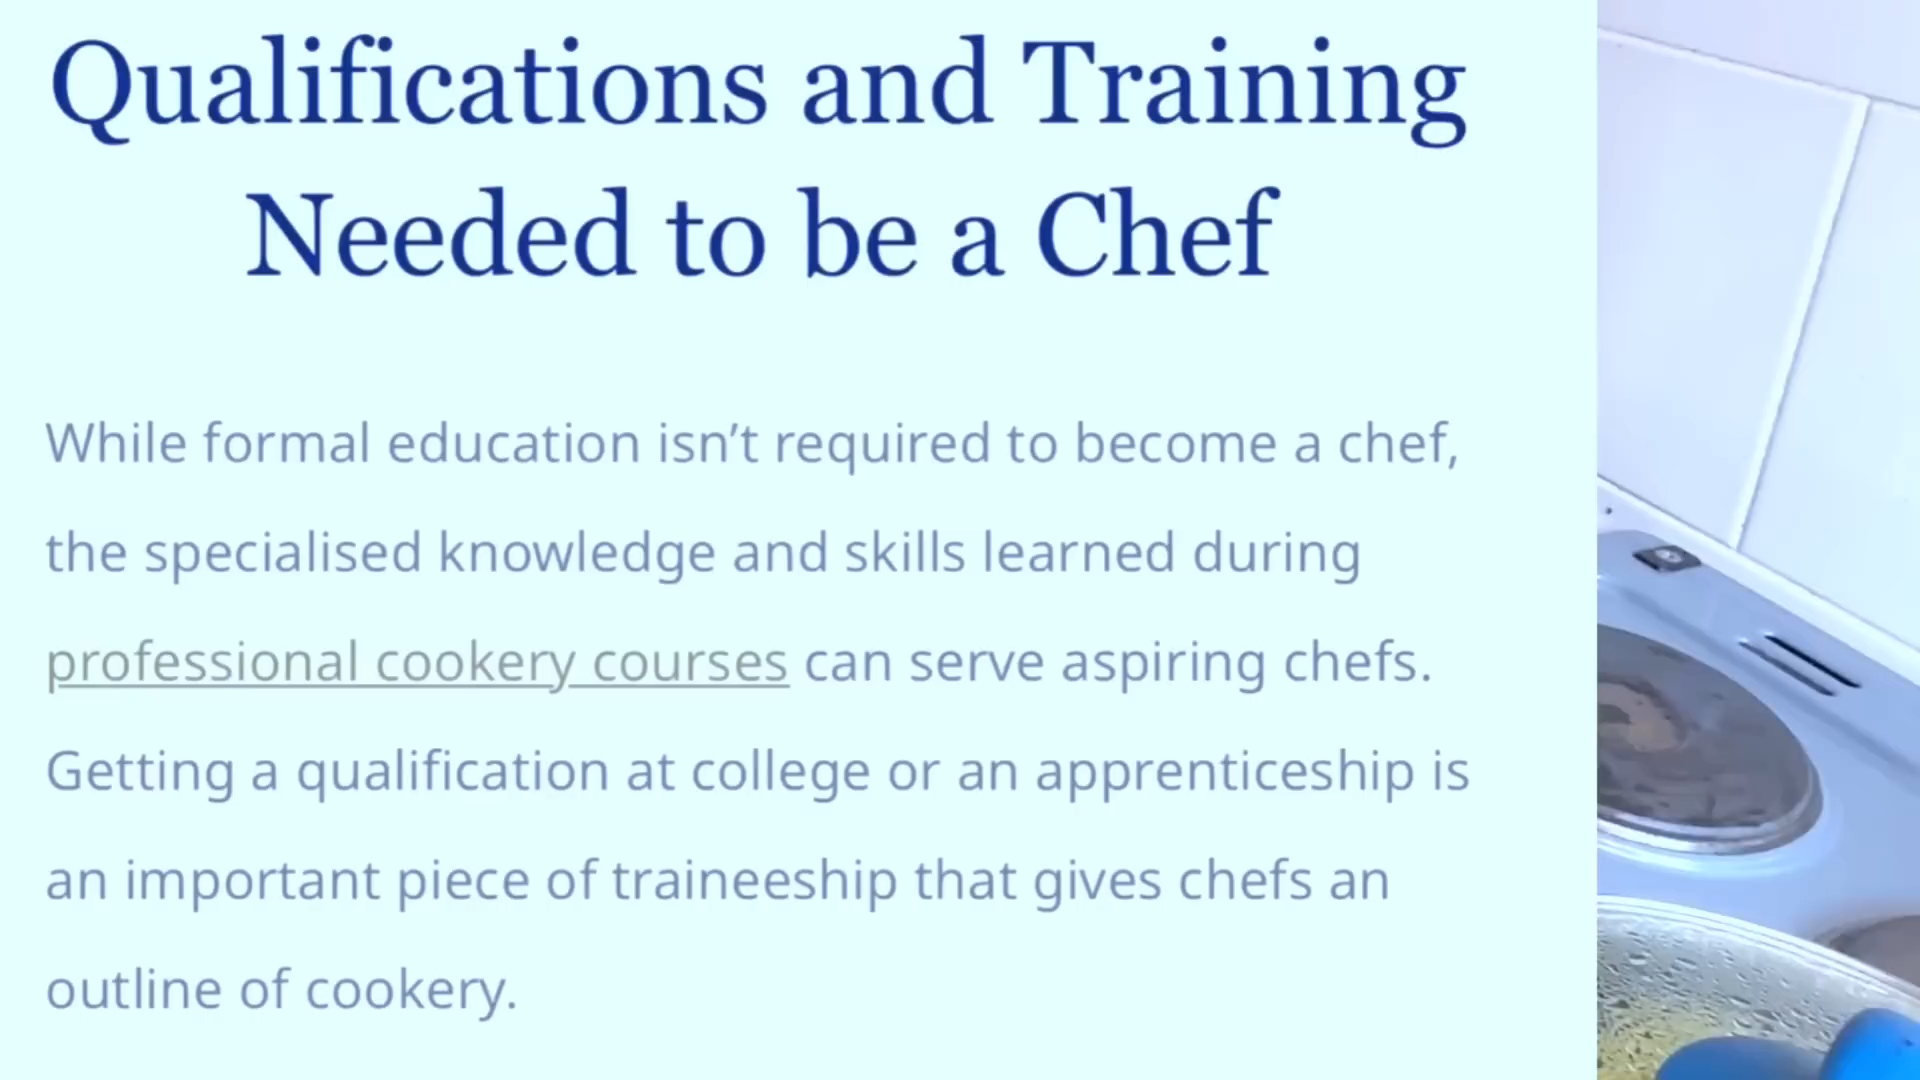 Qualifications and Training
Needed to be a Chef
While formal education isn’t required to become a chef,
the specialised knowledge and skills learned during
professional cookery courses can serve aspiring chefs.
Getting a qualification at college or an apprenticeship is
an important piece of traineeship that gives chefs an
outline of cookery.